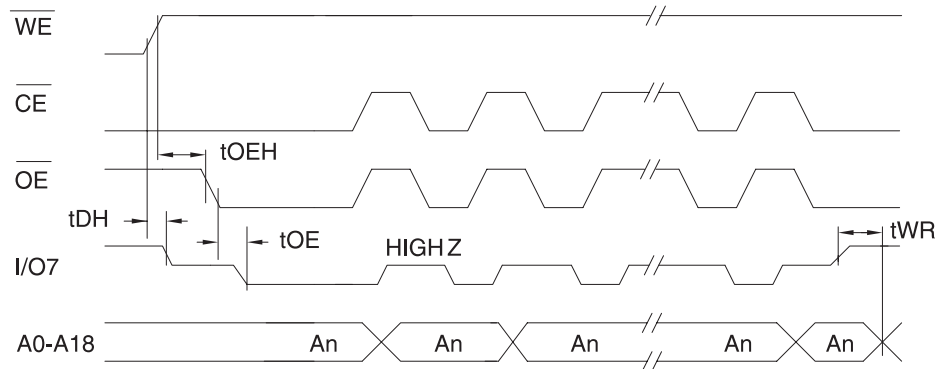 WE
CE
tOEH
OE
tDH
tOE
tWR
HIGH Z
I/O7
A0-A18
An An An An An